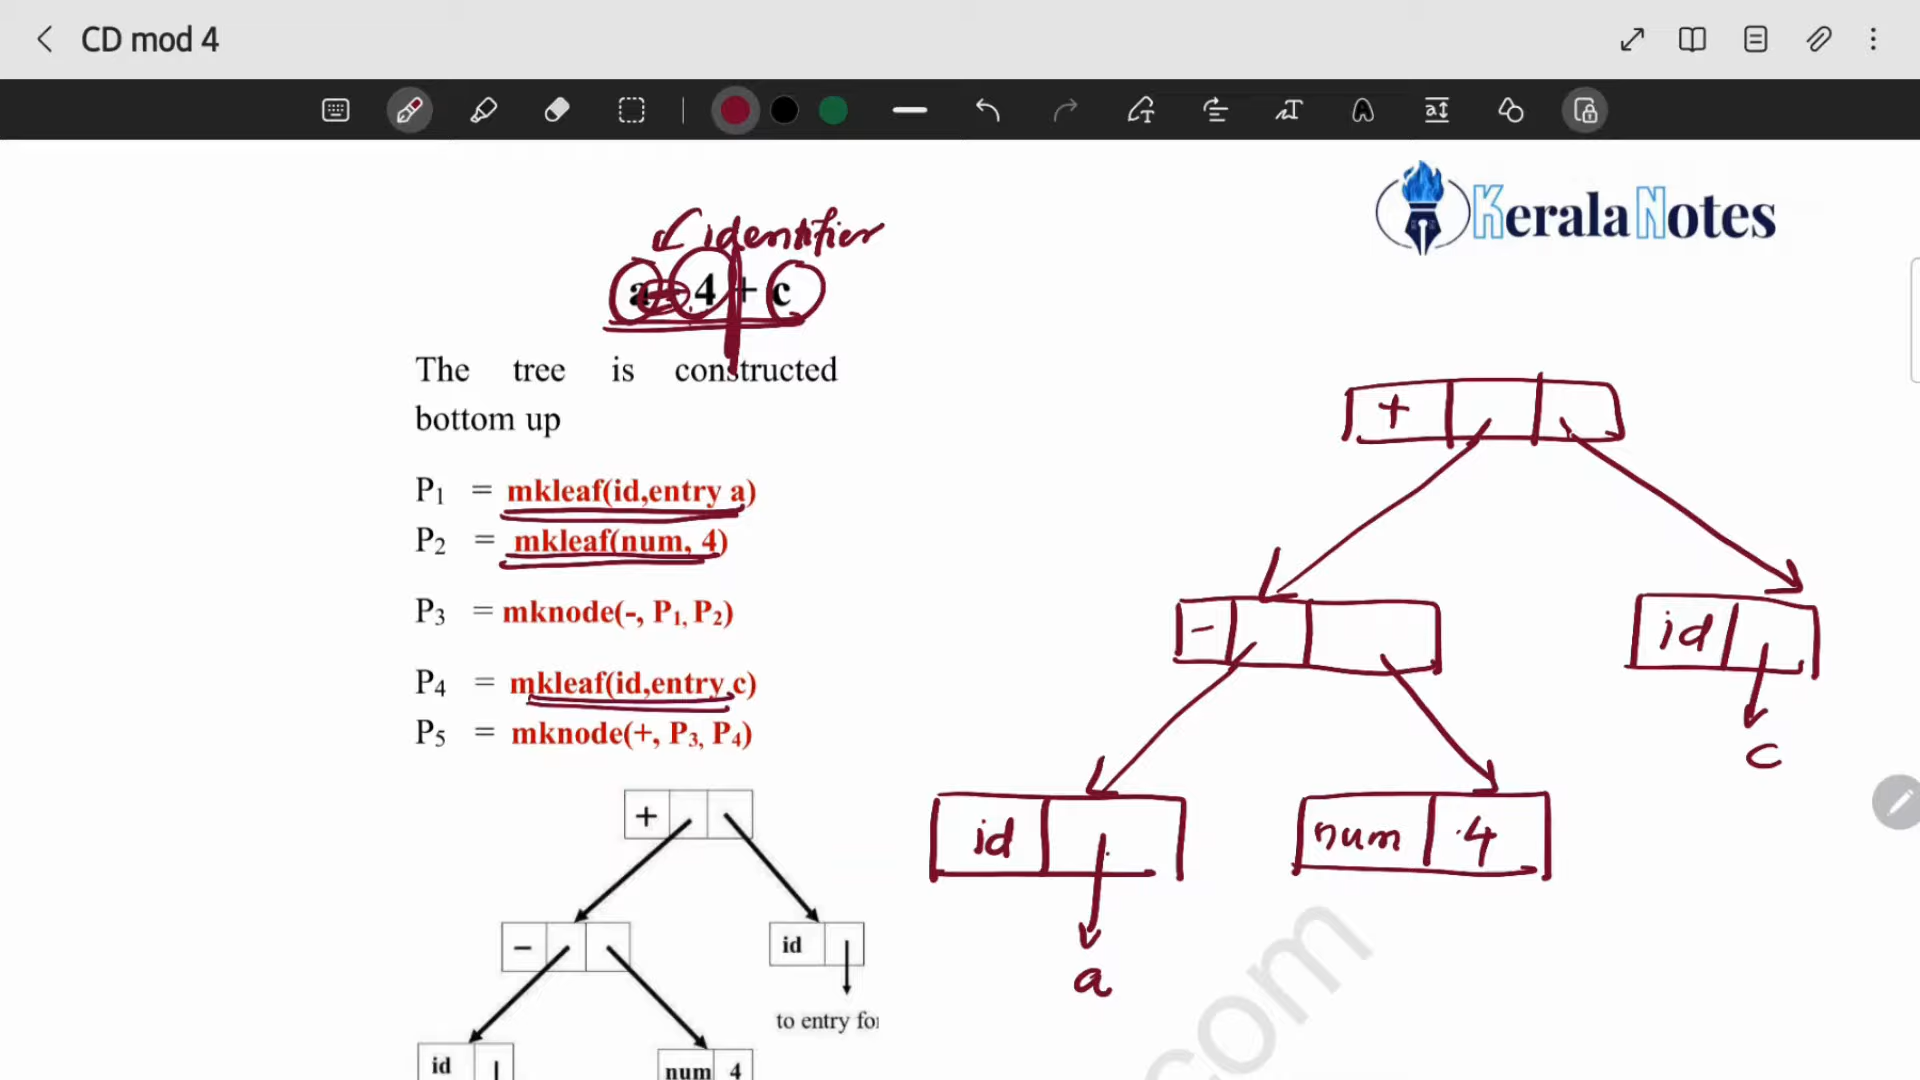 CD mod 4
KeralaNotes
identifier
a - 4 + c
The tree is constructed
bottom up
P1 = mkleaf(id,entry a)
P2 = mkleaf(num, 4)
P3 = mknode(-, P1, P2)
P4 = mkleaf(id,entry c)
P5 = mknode(+, P3, P4)
+
- id
to entry for
id num 4
+
- id
c
id num 4
a
.com